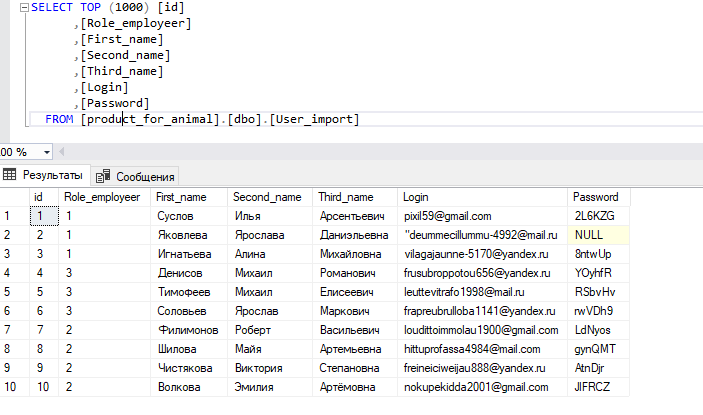 SELECT TOP (1000) [id]
,[Role_employeer]
,[First_name]
,[Second_name]
,[Third_name]
,[Login]
,[Password]
FROM [product_for_animal].[dbo].[User_import]
00 %
Результаты Сообщения
id Role_employeer First_name Second_name Third_name Login Password
1 1 1 Суслов Илья Арсентьевич pixil59@gmail.com 2L6KZG
2 2 1 Яковлева Ярослава Даниэльевна "deummecillummu-4992@mail.ru NULL
3 3 1 Игнатьева Алина Михайловна vilagajaunne-5170@yandex.ru 8ntwUp
4 4 3 Денисов Михаил Романович frusubroppotou656@yandex.ru YOyhfR
5 5 3 Тимофеев Михаил Елисеевич leuttevitrafo1998@mail.ru RSbvHv
6 6 3 Соловьев Ярослав Маркович frapreubrulloba1141@yandex.ru rwVDh9
7 7 2 Филимонов Роберт Васильевич loudittoimmolau1900@gmail.com LdNyos
8 8 2 Шилова Майя Артемьевна hittuprofassa4984@mail.com gynQMT
9 9 2 Чистякова Виктория Степановна freineiciweijau888@yandex.ru AtnDjr
10 10 2 Волкова Эмилия Артёмовна nokupekidda2001@gmail.com JlFRCZ